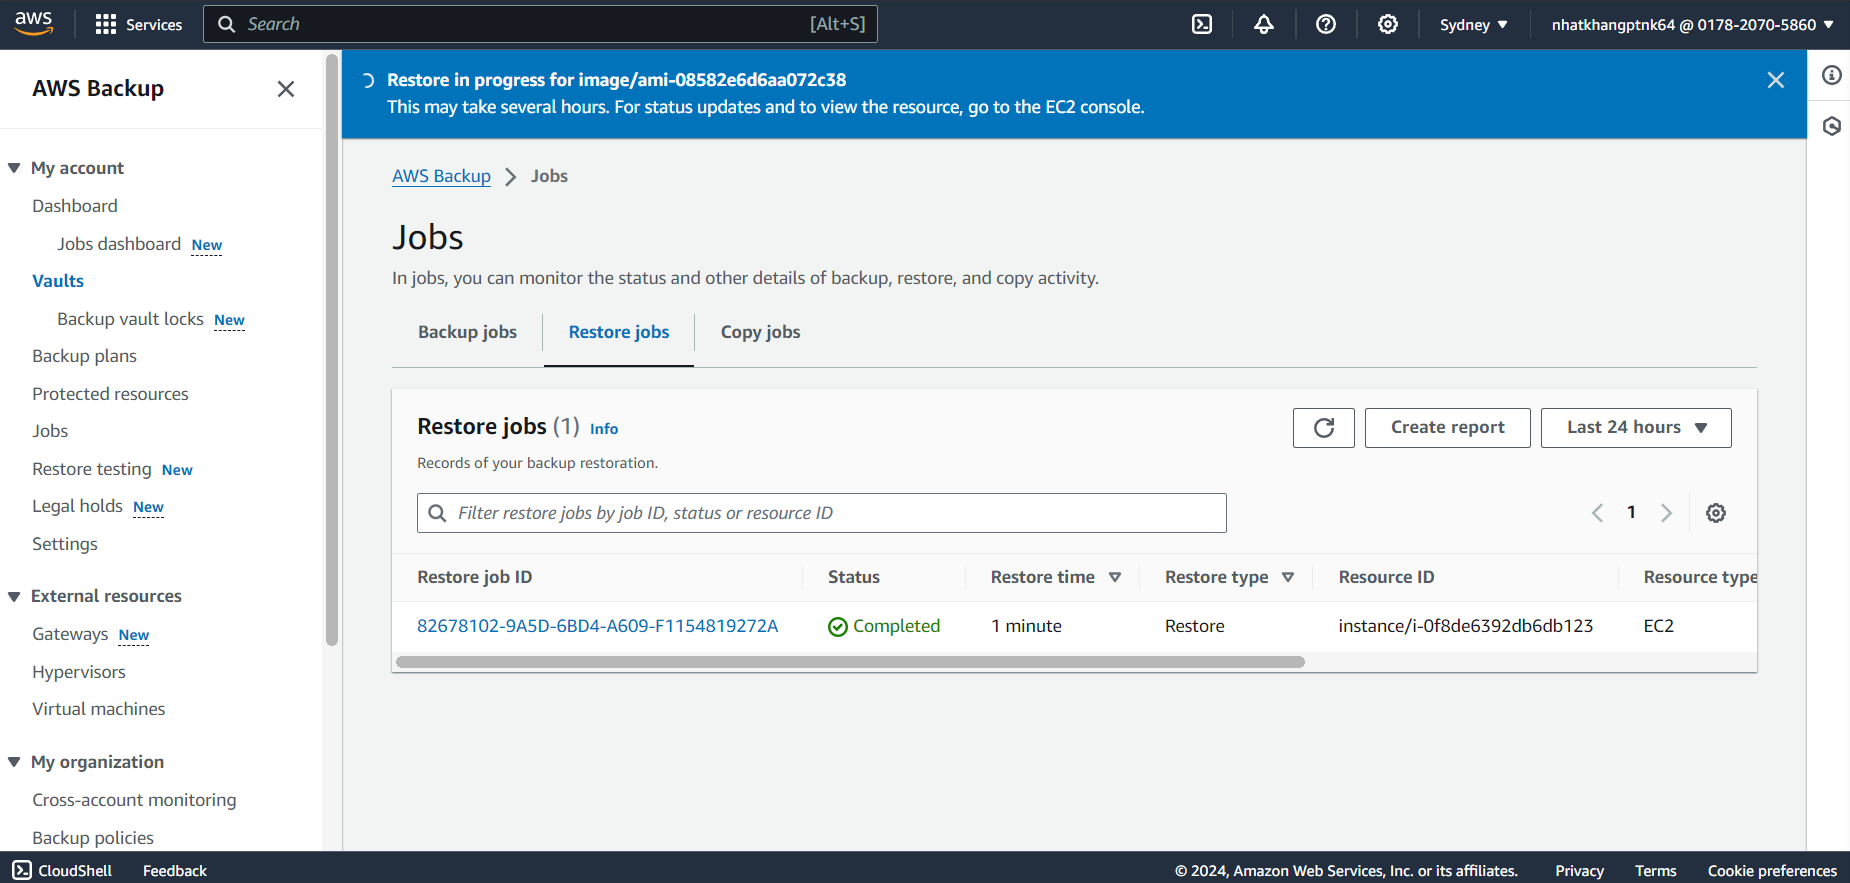 aws
Services
Search
[Alt+S]
Sydney
nhatkhangptnk64 @ 0178-2070-5860
AWS Backup
My account
Dashboard
Jobs dashboard New
Vaults
Backup vault locks New
Backup plans
Protected resources
Jobs
Restore testing New
Legal holds New
Settings
External resources
Gateways New
Hypervisors
Virtual machines
My organization
Cross-account monitoring
Backup policies
Restore in progress for image/ami-08582e6d6aa072c38
This may take several hours. For status updates and to view the resource, go to the EC2 console.
AWS Backup
Jobs
Jobs
In jobs, you can monitor the status and other details of backup, restore, and copy activity.
Backup jobs
Restore jobs
Copy jobs
Restore jobs (1) Info
Records of your backup restoration.
Create report
Last 24 hours
Filter restore jobs by job ID, status or resource ID
1
Restore job ID
Status
Restore time
Restore type
Resource ID
Resource type
82678102-9A5D-6BD4-A609-F1154819272A
Completed
1 minute
Restore
instance/i-0f8de6392db6db123
EC2
CloudShell
Feedback
© 2024, Amazon Web Services, Inc. or its affiliates.
Privacy
Terms
Cookie preferences